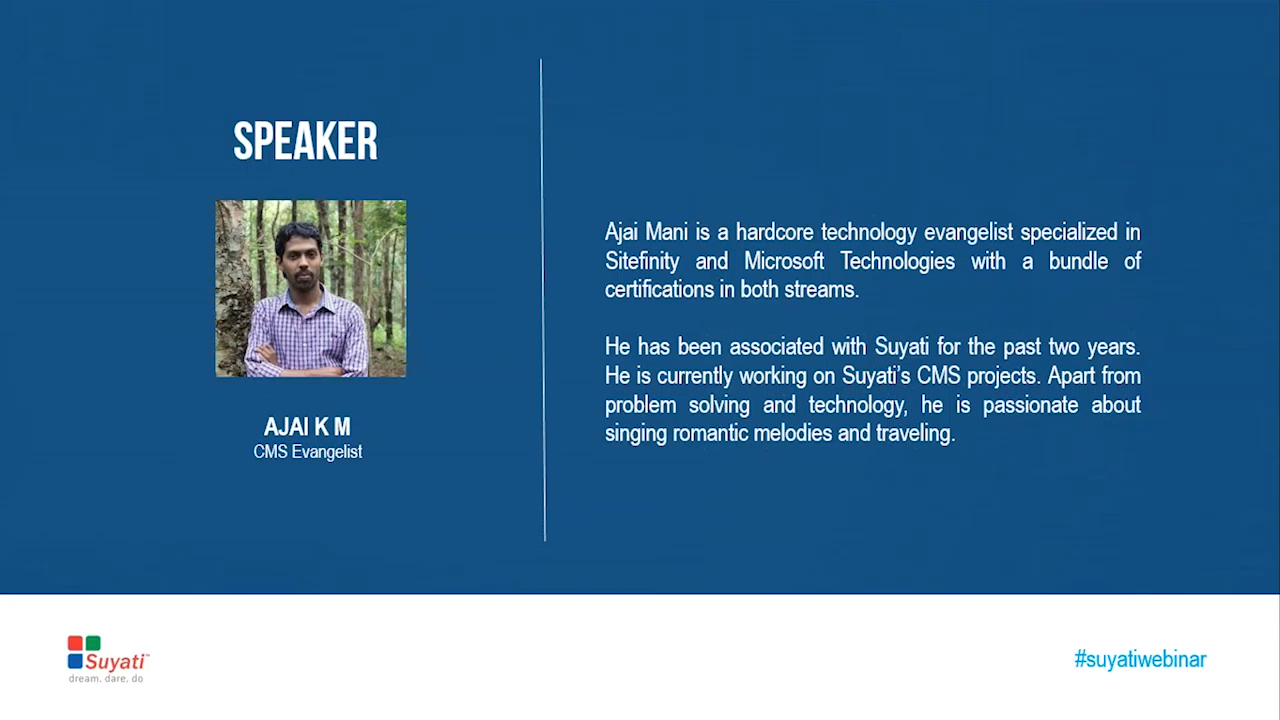 SPEAKER
AJAI K M
CMS Evangelist
Ajai Mani is a hardcore technology evangelist specialized in
Sitefinity and Microsoft Technologies with a bundle of
certifications in both streams.
He has been associated with Suyati for the past two years.
He is currently working on Suyati's CMS projects. Apart from
problem solving and technology, he is passionate about
singing romantic melodies and traveling.
Suyati™
dream. dare. do
#suyatiwebinar